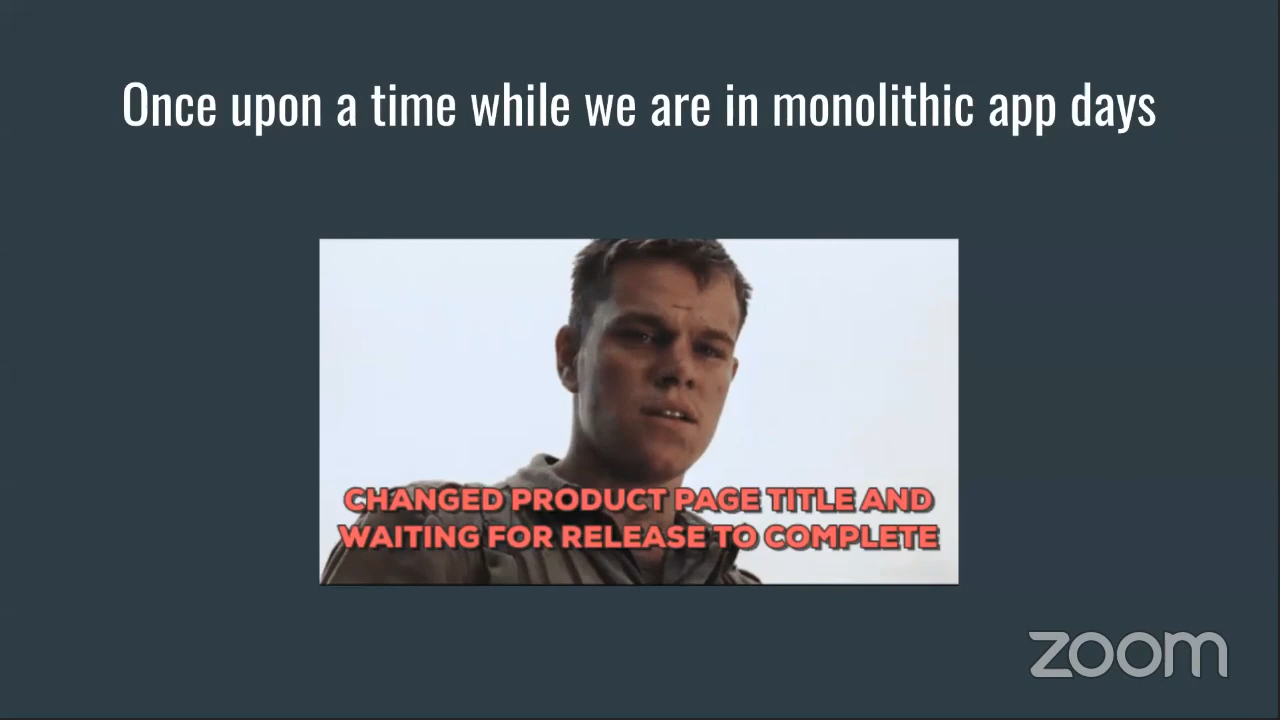 Once upon a time while we are in monolithic app days
CHANGED PRODUCT PAGE TITLE AND
WAITING FOR RELEASE TO COMPLETE
zoom